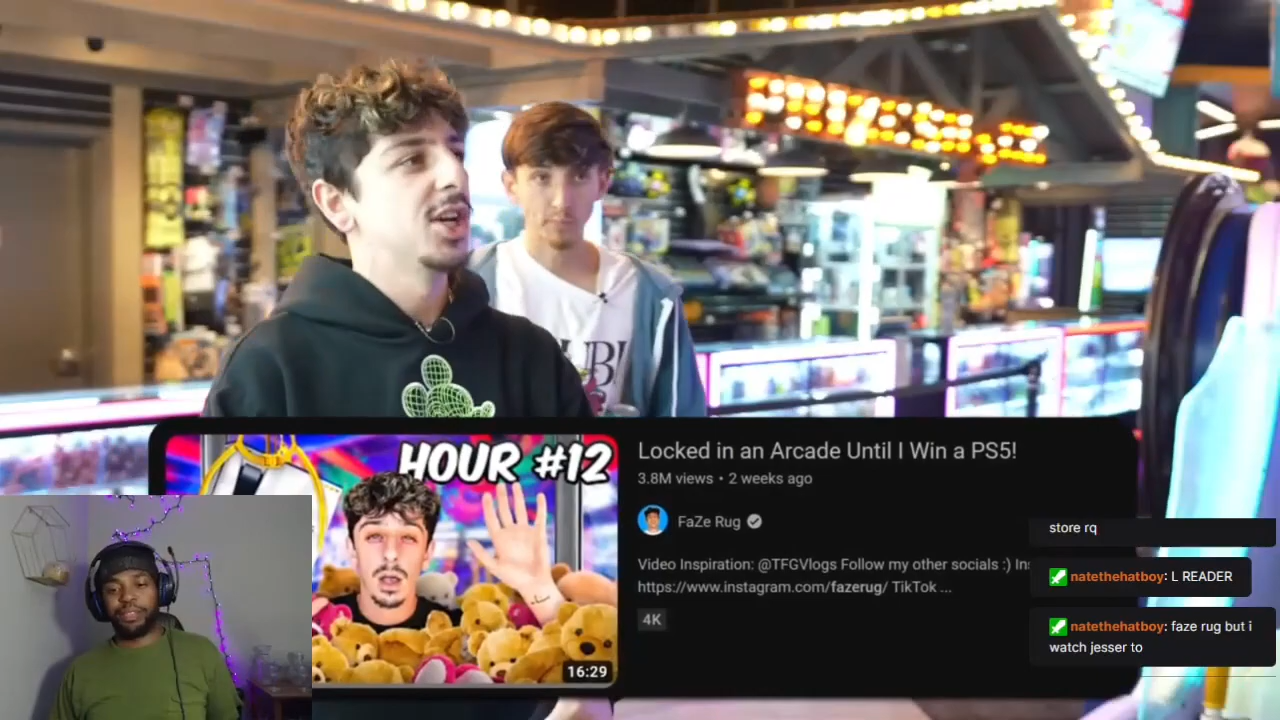 HOUR #12
16:29
Locked in an Arcade Until I Win a PS5!
3.8M views • 2 weeks ago
FaZe Rug
Video Inspiration: @TFGVlogs Follow my other socials :) In
https://www.instagram.com/fazerug/ TikTok ...
4K
store rq
natethehatboy: L READER
natethehatboy: faze rug but i
watch jesser to